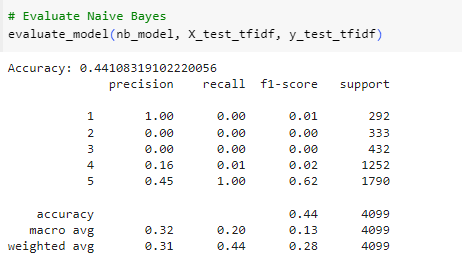 # Evaluate Naive Bayes
evaluate_model(nb_model, X_test_tfidf, y_test_tfidf)
Accuracy: 0.44108319102220056
precision recall f1-score support
1 1.00 0.00 0.01 292
2 0.00 0.00 0.00 333
3 0.00 0.00 0.00 432
4 0.16 0.01 0.02 1252
5 0.45 1.00 0.62 1790
accuracy 0.44 4099
macro avg 0.32 0.20 0.13 4099
weighted avg 0.31 0.44 0.28 4099